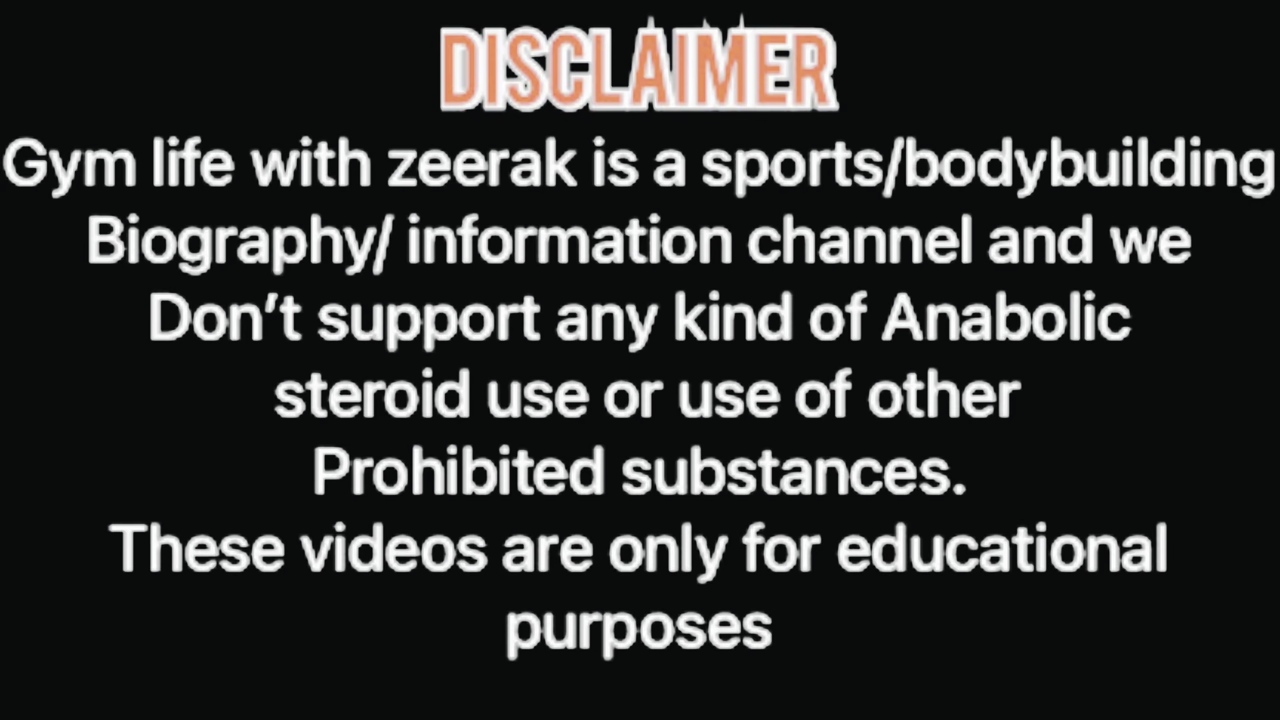 DISCLAIMER
Gym life with zeerak is a sports/bodybuilding
Biography/ information channel and we
Don’t support any kind of Anabolic
steroid use or use of other
Prohibited substances.
These videos are only for educational
purposes